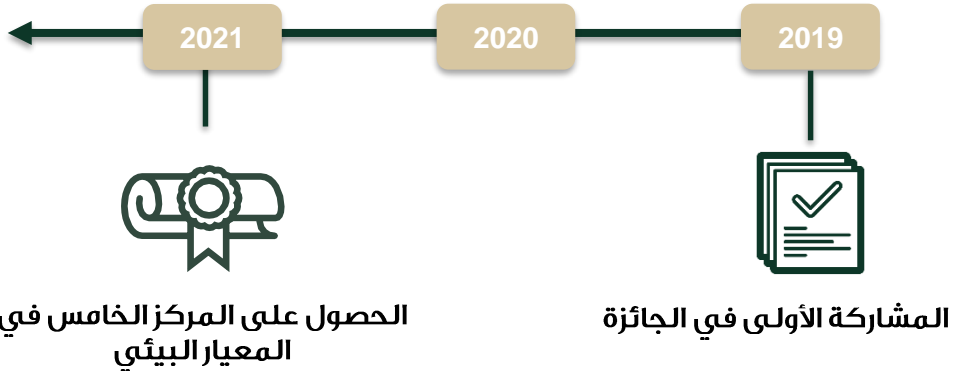 2019
2020
2021
المشاركة الأولى في الجائزة
الحصول على المركز الخامس في
المعيار البيئي